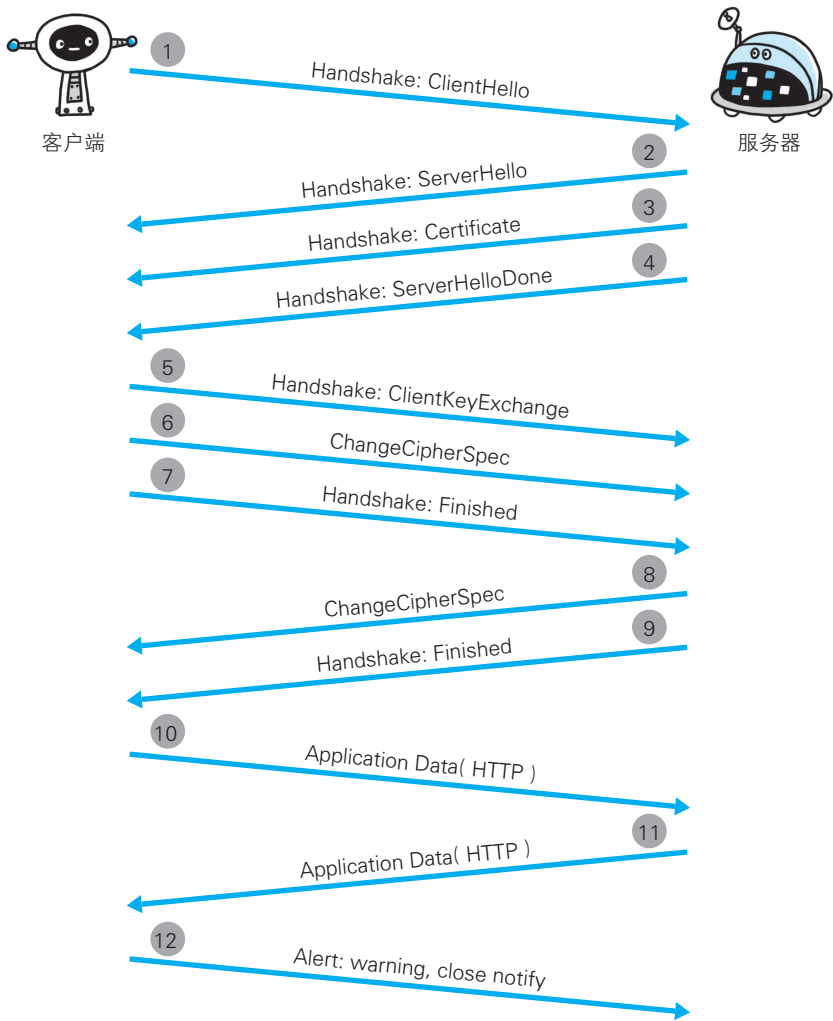 1
Handshake: ClientHello
客户端
服务器
2
Handshake: ServerHello
3
Handshake: Certificate
4
Handshake: ServerHelloDone
5
Handshake: ClientKeyExchange
6
ChangeCipherSpec
7
Handshake: Finished
8
ChangeCipherSpec
9
Handshake: Finished
10
Application Data( HTTP )
11
Application Data( HTTP )
12
Alert: warning, close notify